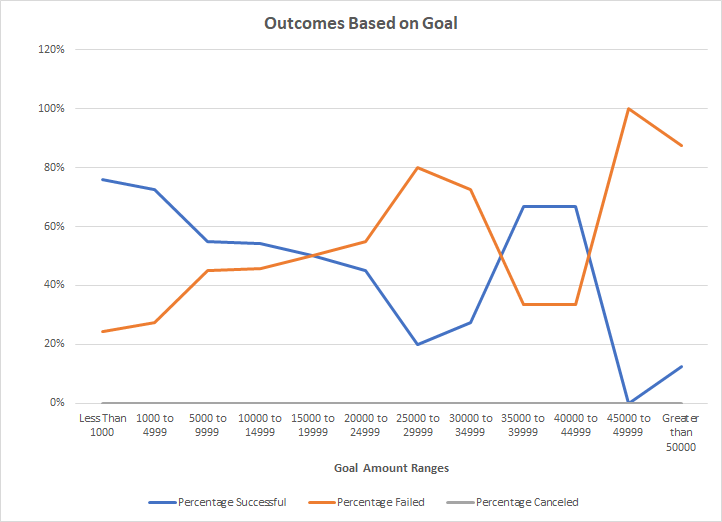 Outcomes Based on Goal
120%
100%
80%
60%
40%
20%
0%
Less Than 1000 to 5000 to 10000 to 15000 to 20000 to 25000 to 30000 to 35000 to 40000 to 45000 to Greater
1000 4999 9999 14999 19999 24999 29999 34999 39999 44999 49999 than
50000
Goal Amount Ranges
Percentage Successful Percentage Failed Percentage Canceled